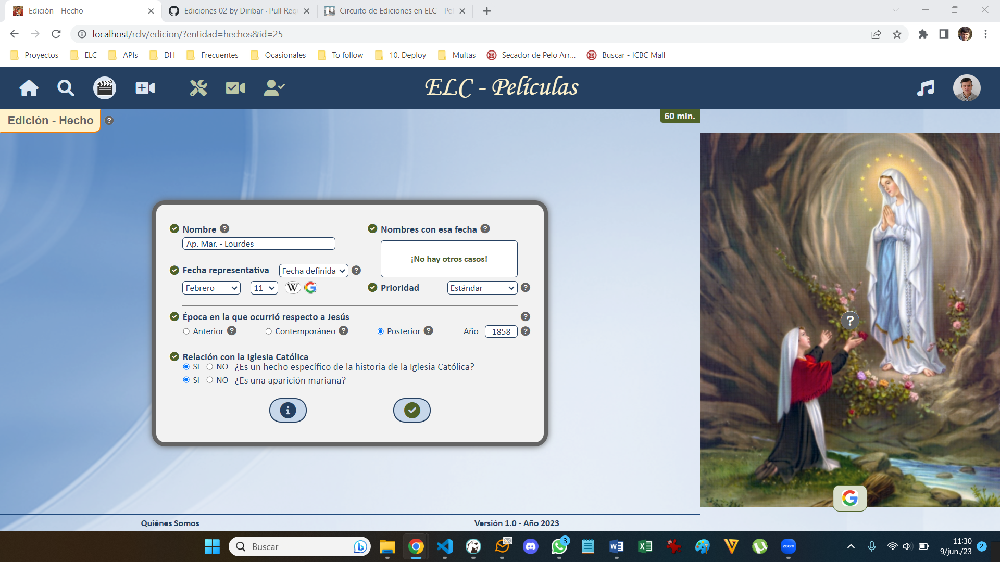 Edición - Hecho
Ediciones 02 by Diribar · Pull Req
Circuito de Ediciones en ELC - Pel
localhost/rclv/edicion/?entidad=hechos&id=25
Proyectos
ELC
APIs
DH
Frecuentes
Ocasionales
To follow
10. Deploy
Multas
Secador de Pelo Arr...
Buscar - ICBC Mall
ELC - Películas
Edición - Hecho
?
60 min.
Nombre ?
Ap. Mar. - Lourdes
Nombres con esa fecha ?
¡No hay otros casos!
Fecha representativa
Fecha definida
?
Febrero
11
W
G
Prioridad
Estándar
?
Época en la que ocurrió respecto a Jesús
?
Anterior ?
Contemporáneo ?
Posterior ?
Año
1858
?
Relación con la Iglesia Católica
SI
NO
¿Es un hecho específico de la historia de la Iglesia Católica?
SI
NO
¿Es una aparición mariana?
i
?
G
Quiénes Somos
Versión 1.0 - Año 2023
Buscar
3
zoom
11:30
9/jun./23
2